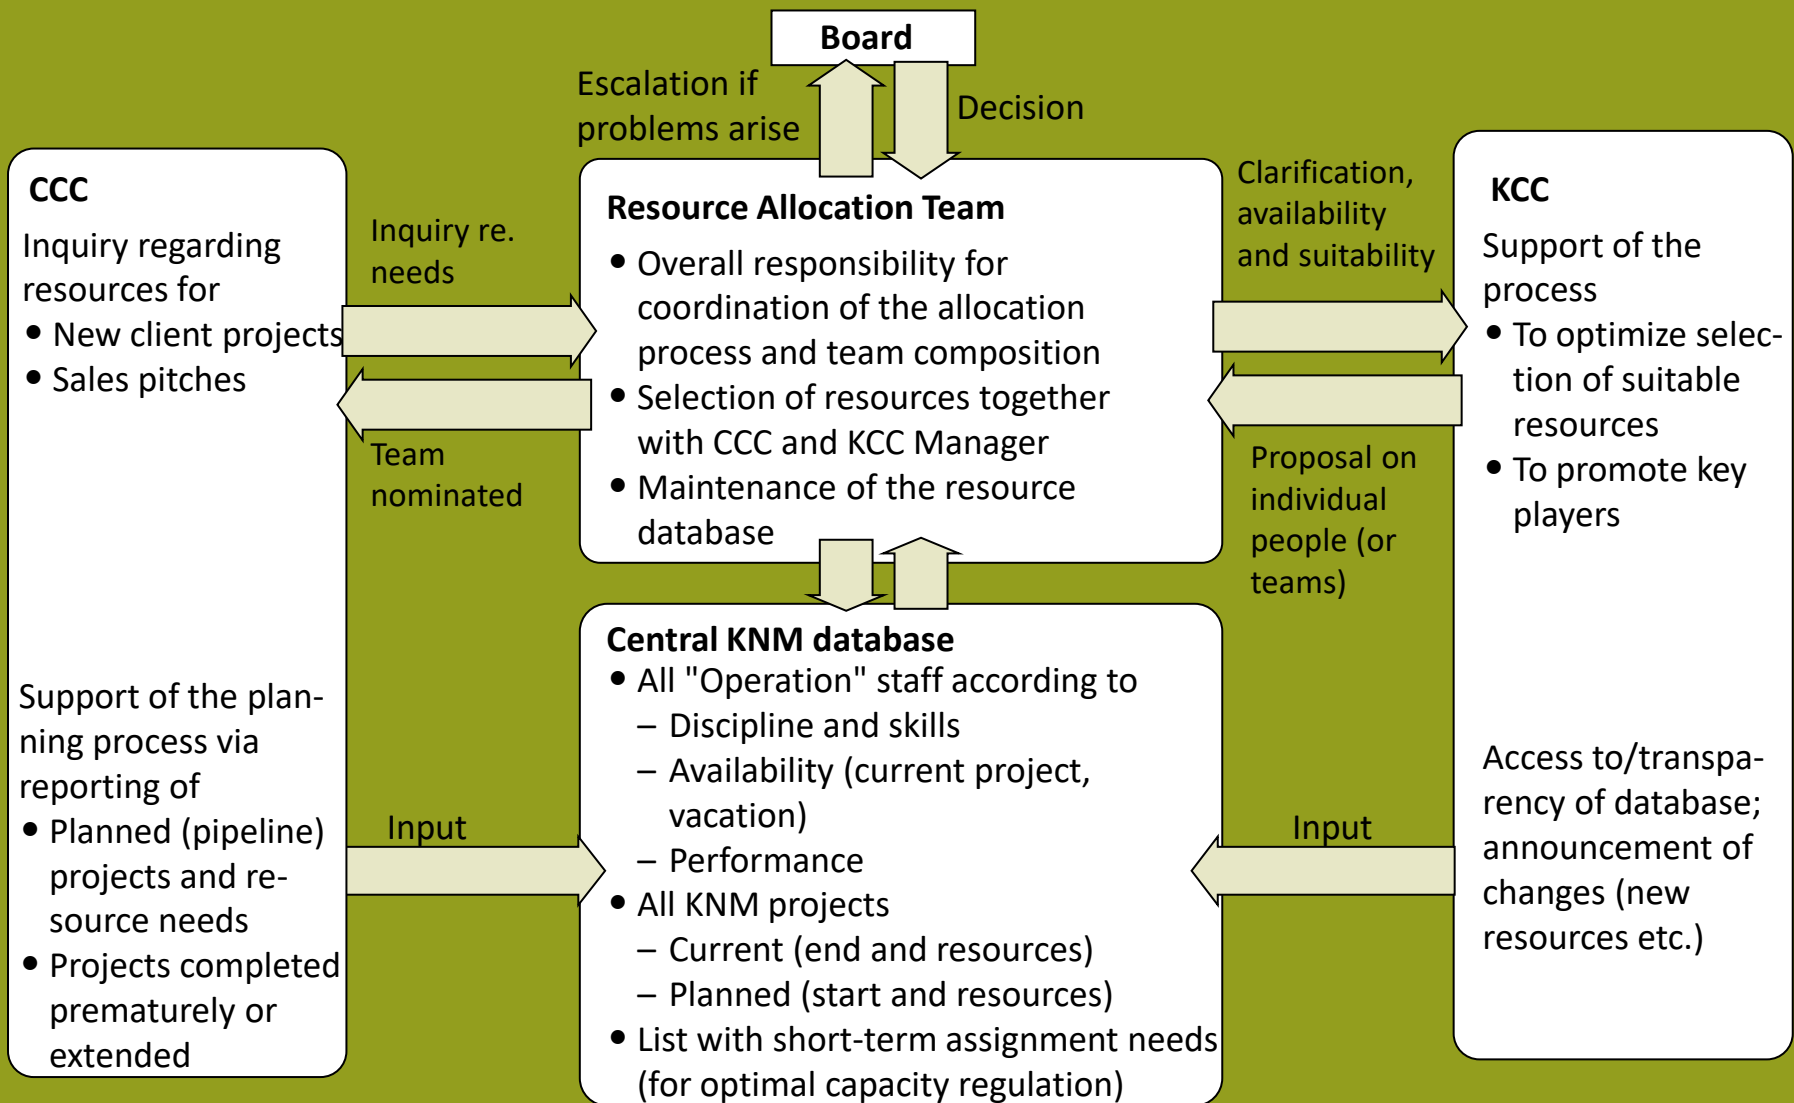 Board
Escalation if
problems arise
Decision
CCC
Inquiry regarding
resources for
• New client projects
• Sales pitches
Support of the plan-
ning process via
reporting of
• Planned (pipeline)
projects and re-
source needs
• Projects completed
prematurely or
extended
Inquiry re.
needs
Team
nominated
Input
Resource Allocation Team
• Overall responsibility for
coordination of the allocation
process and team composition
• Selection of resources together
with CCC and KCC Manager
• Maintenance of the resource
database
Central KNM database
• All "Operation" staff according to
– Discipline and skills
– Availability (current project,
vacation)
– Performance
• All KNM projects
– Current (end and resources)
– Planned (start and resources)
• List with short-term assignment needs
(for optimal capacity regulation)
Clarification,
availability
and suitability
Proposal on
individual
people (or
teams)
Input
KCC
Support of the
process
• To optimize selec-
tion of suitable
resources
• To promote key
players
Access to/transpa-
rency of database;
announcement of
changes (new
resources etc.)